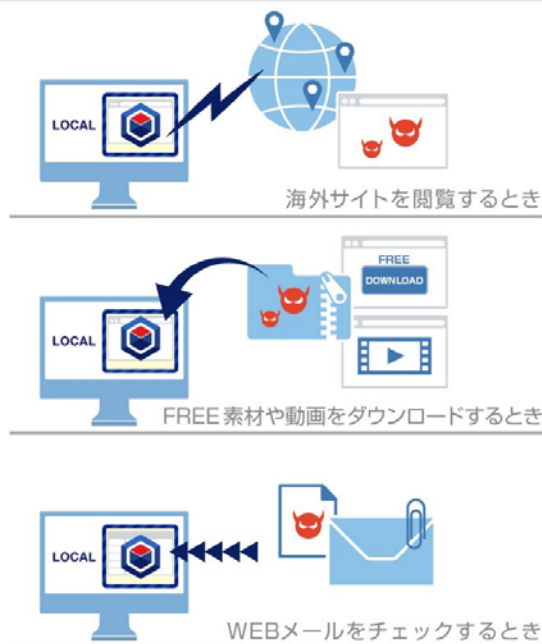 LOCAL
海外サイトを閲覧するとき
FREE
DOWNLOAD
LOCAL
FREE素材や動画をダウンロードするとき
LOCAL
WEBメールをチェックするとき